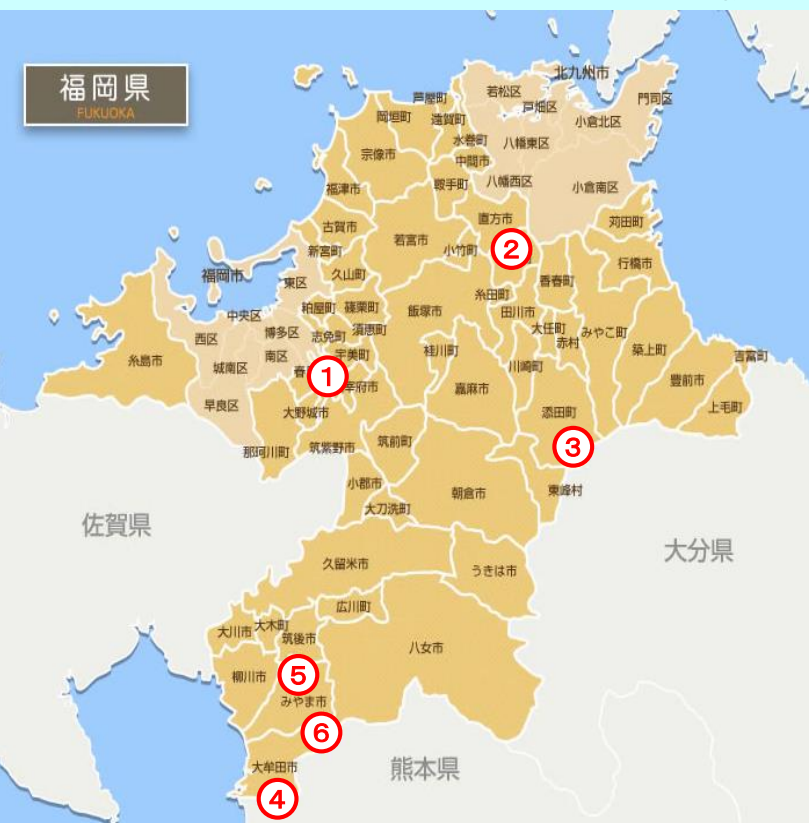 福岡県
FUKUOKA
北九州市
芦屋町
若松区
門司区
岡垣町
遠賀町
戸畑区
小倉北区
水巻町
八幡東区
宗像市
中間市
鞍手町
八幡西区
小倉南区
福津市
直方市
苅田町
古賀市
若宮市
小竹町
②
新宮町
行橋市
福岡市
東区
久山町
香春町
糸田町
粕屋町
篠栗町
飯塚市
田川市
中央区
博多区
志免町
須恵町
大任町
みやこ町
西区
赤村
南区
宇美町
桂川町
築上町
吉富町
糸島市
城南区
春
①
宰府市
川崎町
嘉麻市
豊前市
早良区
大野城市
添田町
上毛町
那珂川町
筑紫野市
筑前町
③
小郡市
朝倉市
東峰村
大刀洗町
佐賀県
大分県
久留米市
うきは市
広川町
大川市
大木町
筑後市
八女市
柳川市
⑤
みやま市
⑥
大牟田市
熊本県
④